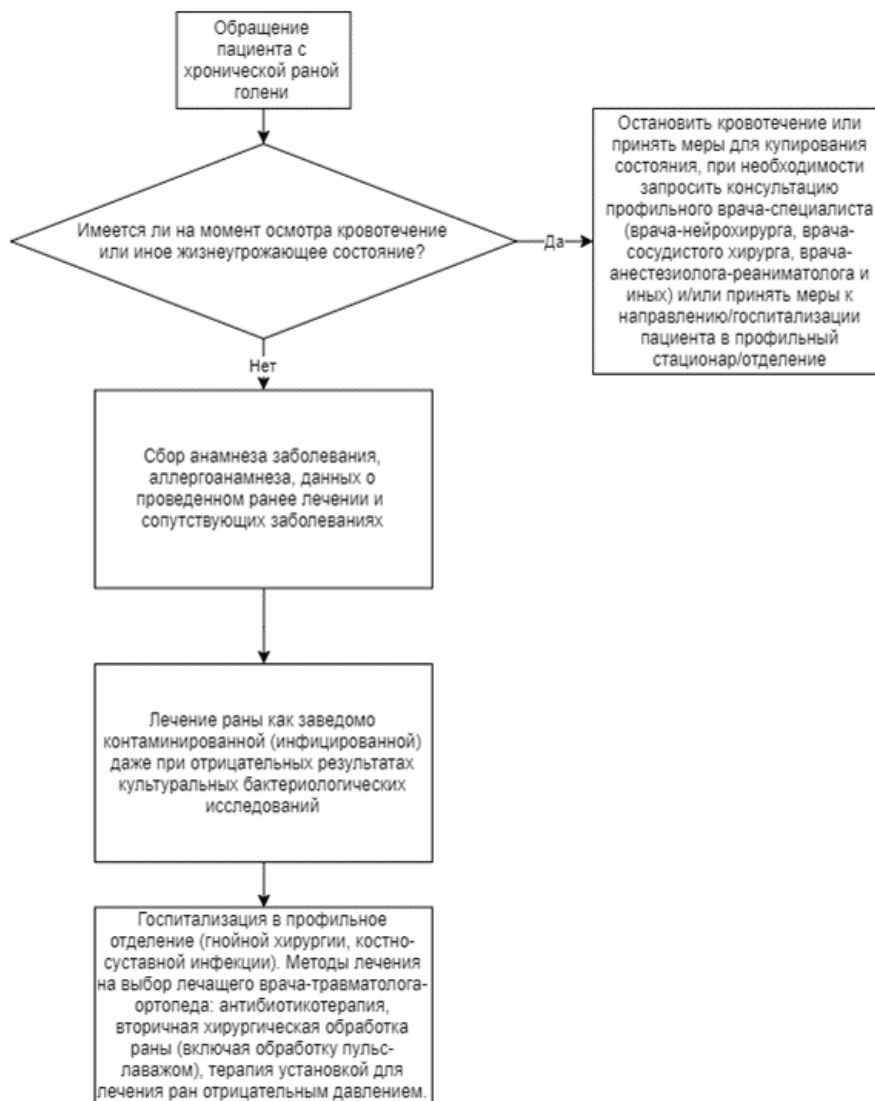 Обращение
пациента с
хронической раной
голени
Имеется ли на момент осмотра кровотечение
или иное жизнеугрожающее состояние?
Да
Остановить кровотечение или
принять меры для купирования
состояния, при необходимости
запросить консультацию
профильного врача-специалиста
(врача-нейрохирурга, врача-
сосудистого хирурга, врача-
анестезиолога-реаниматолога и
иных) и/или принять меры к
направлению/госпитализации
пациента в профильный
стационар/отделение
Нет
Сбор анамнеза заболевания,
аллергоанамнеза, данных о
проведенном ранее лечении и
сопутствующих заболеваниях
Лечение раны как заведомо
контаминированной (инфицированной)
даже при отрицательных результатах
культуральных бактериологических
исследований
Госпитализация в профильное
отделение (гнойной хирургии, костно-
суставной инфекции). Методы лечения
на выбор лечащего врача-травматолога-
ортопеда: антибиотикотерапия,
вторичная хирургическая обработка
раны (включая обработку пульс-
лаважом), терапия установкой для
лечения ран отрицательным давлением.